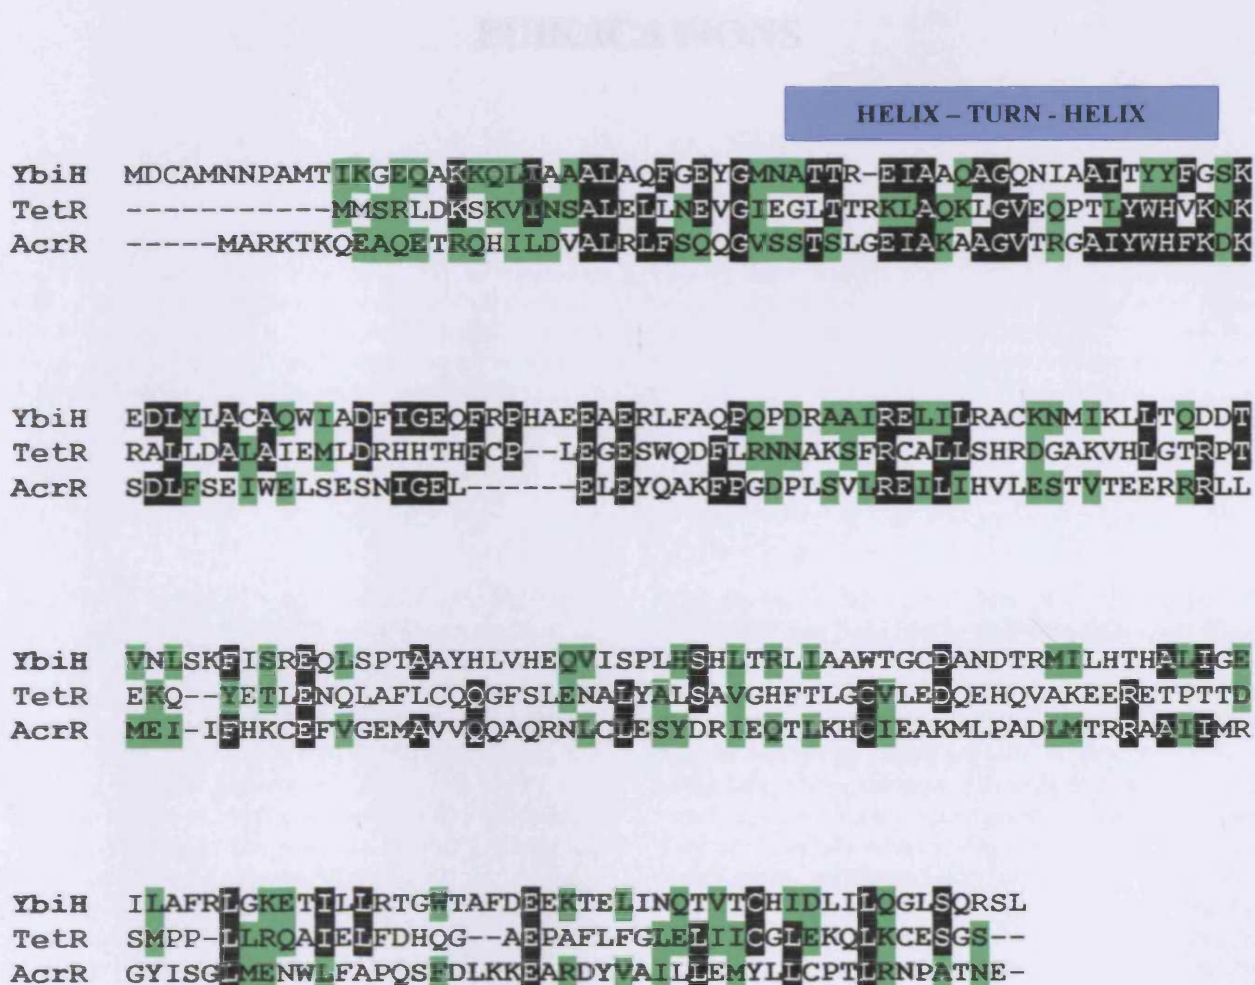 HELIX – TURN - HELIX
YbiH MDCAMNNPAMTIKGEQAKKQLIAAALAQFGEYGMNATTR-EIAAQAGQNIAAITYYFGSK
TetR -----------MMSRLDKSKVINSALELLNEVGIEGLTTRKLAQKLGVEQPTLYWHVKNK
AcrR -----MARKTKQEAQETRQHILDVALRLFSQQGVSSTSLGEIAKAAGVTRGAIYWHFKDK
YbiH EDLYLACAQWIADFIGEQFRPHAEEAERLFAQPQPDRAAIRELILRACKNMIKLLTQDDT
TetR RALLDALAIEMLDRHHTHFCP--LEGESWQDFLRNNAKSFRCALLSHRDGAKVHLGTRPT
AcrR SDLFSEIWELSESNIGEL------ELEYQAKFPGDPLSVLREILIHVLESTVTEERRRLL
YbiH VNLSKFISREQLSPTAAYHLVHEQVISPLHSHLTRLIAAWTGCDANDTRMILHTHALIGE
TetR EKQ--YETLENQLAFLCQQGFSLENALYALSAVGHFTLGCVLEDQEHQVAKEERETPTTD
AcrR MEI-IFHKCEFVGEMAVVQQAQRNLCLESYDRIEQTLKHCIEAKMLPADLMTRRAAIIMR
YbiH ILAFRLGKETILLRTGWTAFDEEKTELINQTVTCHIDLILQGLSQRSL
TetR SMPP-LLRQAIELFDHQG--AEPAFLFGLELIICGLEKQLKCESGS--
AcrR GYISGLMENWLFAPQSFDLKKEARDYVAILLEMYLLCPTLRNPATNE-